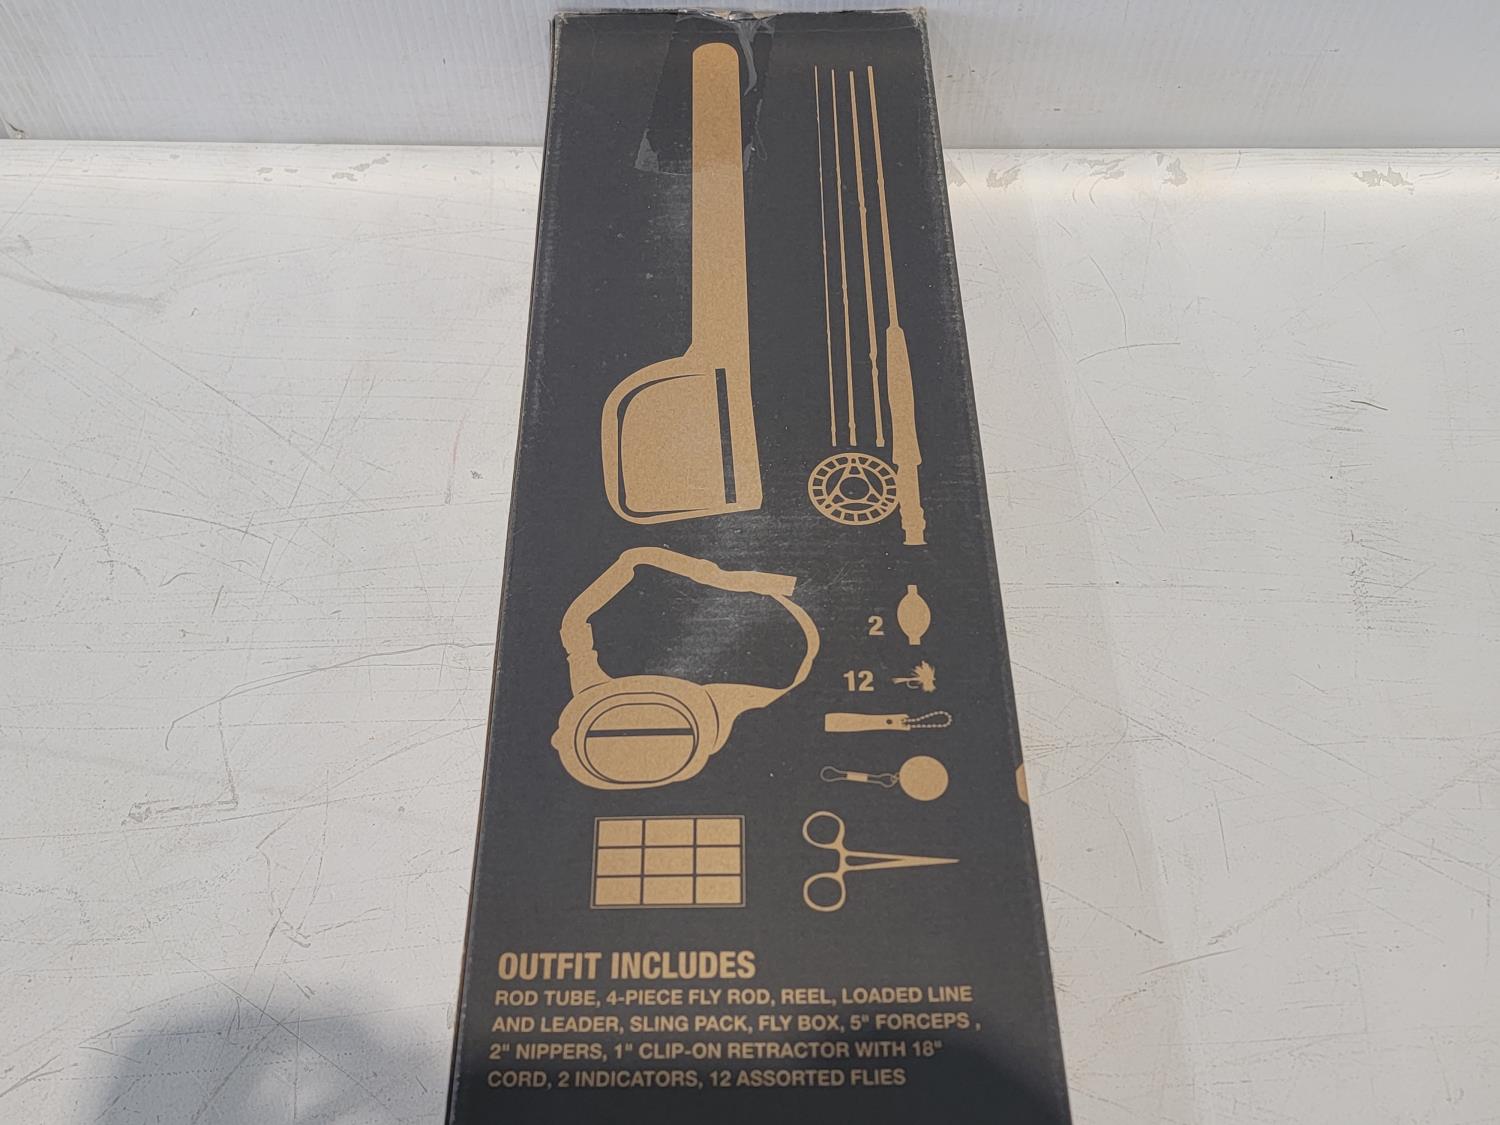 2
12
OUTFIT INCLUDES
ROD TUBE, 4-PIECE FLY ROD, REEL, LOADED LINE
AND LEADER, SLING PACK, FLY BOX, 5" FORCEPS ,
2" NIPPERS, 1" CLIP-ON RETRACTOR WITH 18"
CORD, 2 INDICATORS, 12 ASSORTED FLIES